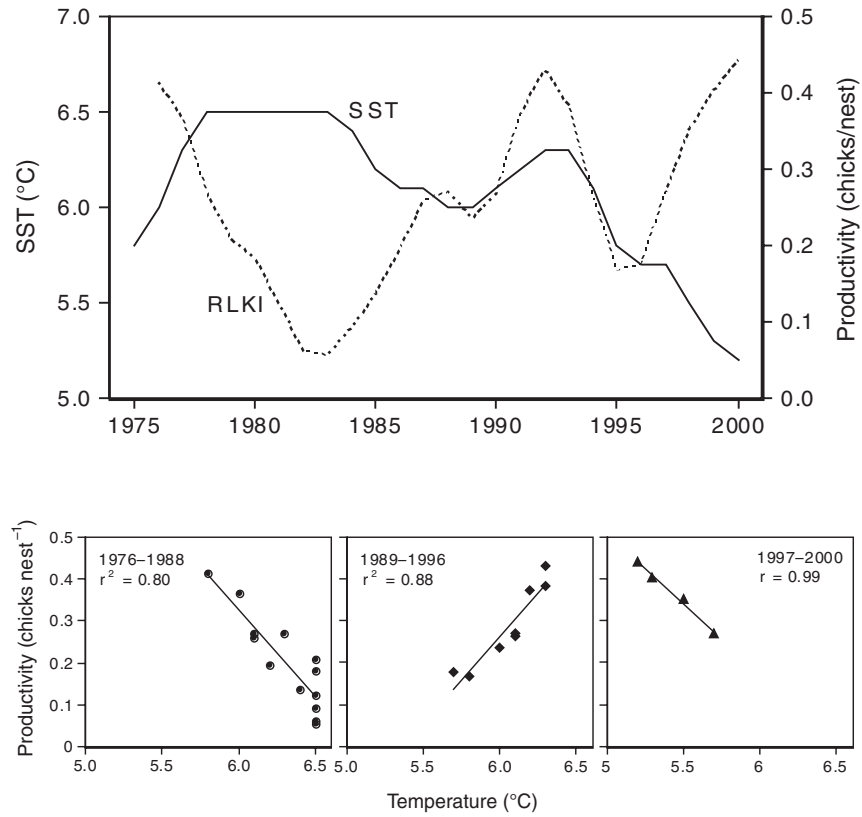 7.0
6.5
6.0
5.5
5.0
SST (°C)
0.5
0.4
0.3
0.2
0.1
0.0
Productivity (chicks/nest)
SST
RLKI
1975 1980 1985 1990 1995 2000
Productivity (chicks nest⁻¹)
0.5
0.4
0.3
0.2
0.1
0
1976–1988
r² = 0.80
1989–1996
r² = 0.88
1997–2000
r = 0.99
5.0 5.5 6.0 6.5 5.0 5.5 6.0 6.5 5 5.5 6 6.5
Temperature (°C)